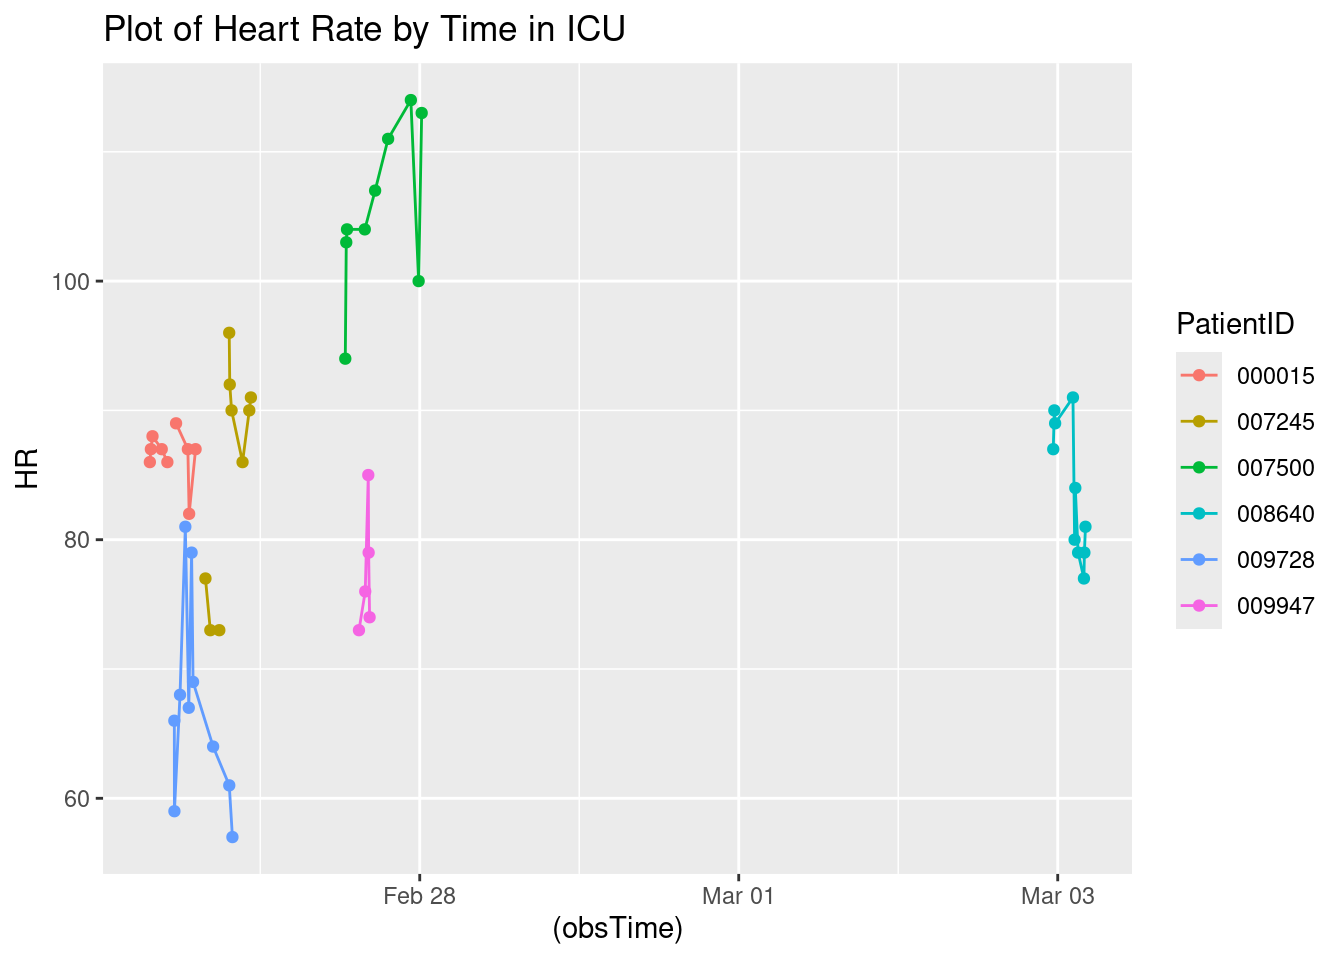 Plot of Heart Rate by Time in ICU
HR
100
80
60
Feb 28
Mar 01
Mar 03
(obsTime)
PatientID
000015
007245
007500
008640
009728
009947